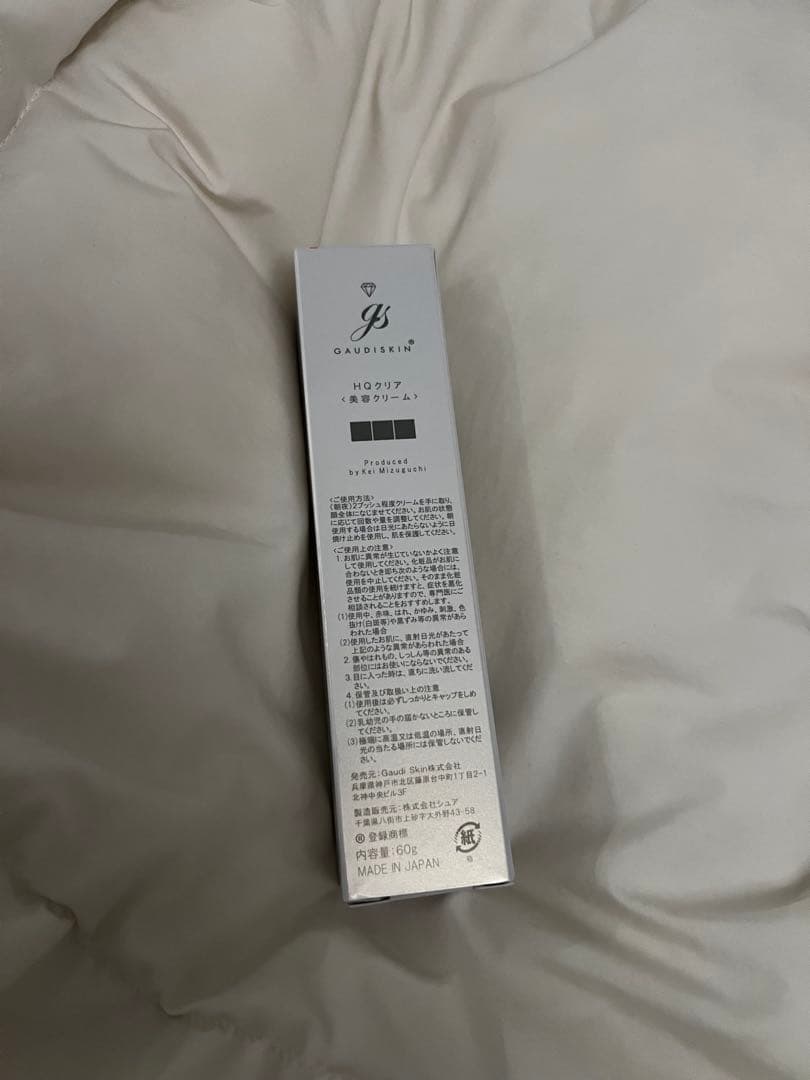 gs
GAUDISKIN®
HQクリア
<美容クリーム>
Produced
by Kei Mizuguchi
<ご使用方法>
(朝夜)2プッシュ程度クリームを手に取り、
顔全体になじませてください。お肌の状態
に応じて回数や量を調整してください。朝
使用する場合は日光にあたらないように日
焼け止めを使用し、肌を保護してください。
<ご使用上の注意>
1. お肌に異常が生じていないかよく注意
して使用してください。化粧品がお肌に
合わないとき即ち次のような場合には、
使用を中止してください。そのまま化粧
品類の使用を続けますと、症状を悪化
させることがありますので、専門医にご
相談されることをおすすめします。
(1)使用中、赤味、はれ、かゆみ、刺激、色
抜け(白斑等)や黒ずみ等の異常があら
われた場合
(2)使用したお肌に、直射日光があたって
上記のような異常があらわれた場合
2. 傷やはれもの、しっしん等の異常のある
部位にはお使いにならないでください。
3. 目に入った時は、直ちに洗い流してくだ
さい。
4. 保管及び取扱い上の注意
(1)使用後は必ずしっかりとキャップをしめ
てください。
(2)乳幼児の手の届かないところに保管し
てください。
(3)極端に高温又は低温の場所、直射日
光の当たる場所には保管しないでくだ
さい。
発売元:Gaudi Skin株式会社
兵庫県神戸市北区藤原台中町1丁目2-1
北神中央ビル3F
製造販売元:株式会社シュア
千葉県八街市上砂字大外野43-58
®登録商標
内容量:60g
MADE IN JAPAN
紙
箱